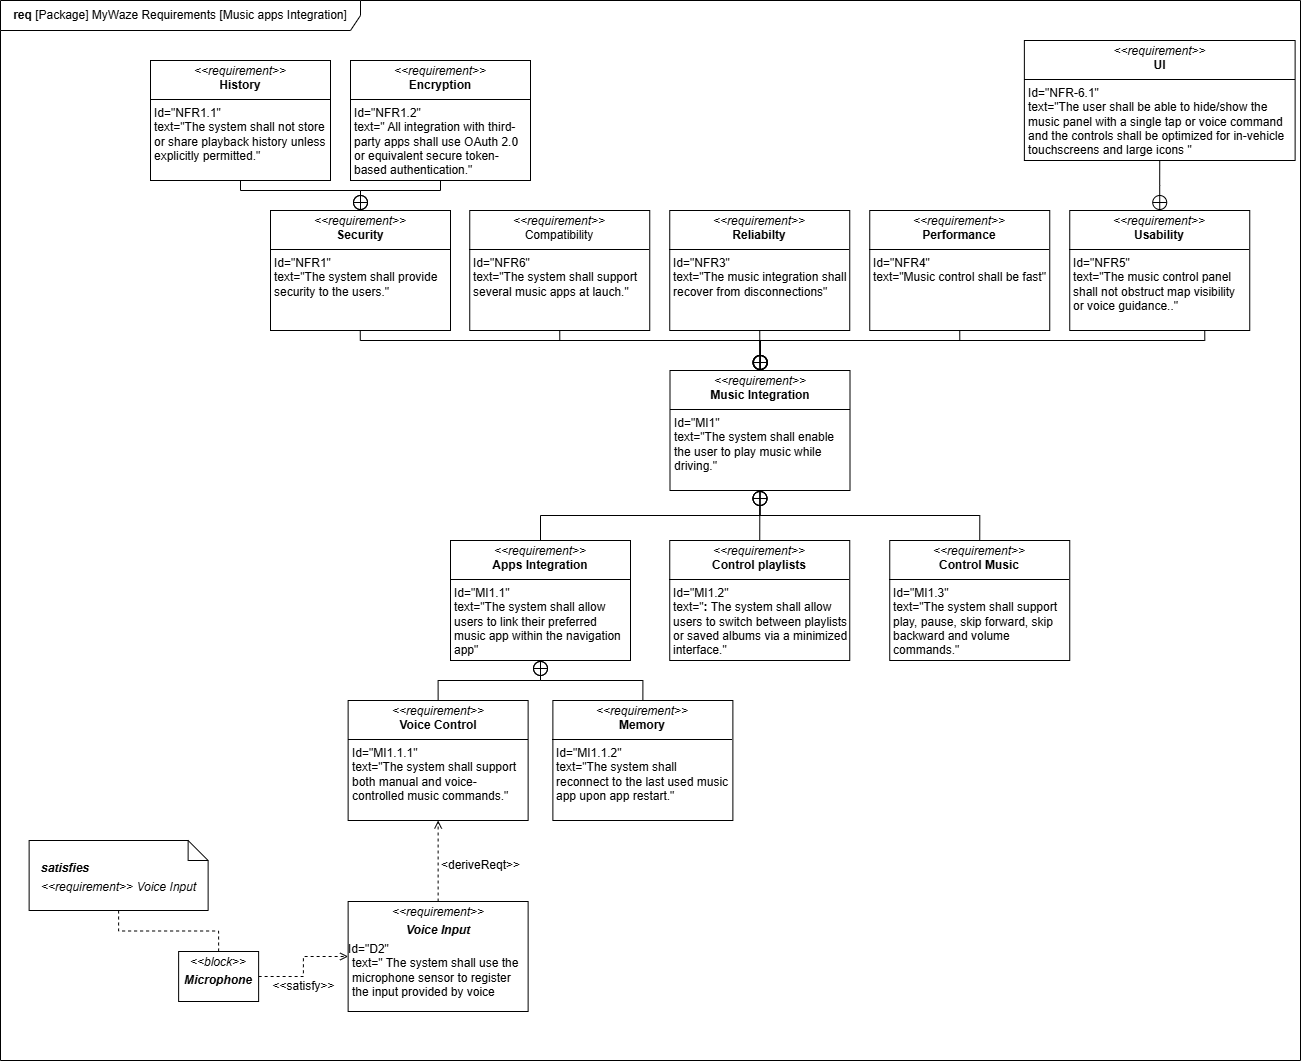 req [Package] MyWaze Requirements [Music apps Integration]
<<requirement>>
History
Id="NFR1.1"
text="The system shall not store
or share playback history unless
explicitly permitted."
<<requirement>>
Encryption
Id="NFR1.2"
text=" All integration with third-
party apps shall use OAuth 2.0
or equivalent secure token-
based authentication."
<<requirement>>
UI
Id="NFR-6.1"
text="The user shall be able to hide/show the
music panel with a single tap or voice command
and the controls shall be optimized for in-vehicle
touchscreens and large icons "
<<requirement>>
Security
Id="NFR1"
text="The system shall provide
security to the users."
<<requirement>>
Compatibility
Id="NFR6"
text="The system shall support
several music apps at lauch."
<<requirement>>
Reliabilty
Id="NFR3"
text="The music integration shall
recover from disconnections"
<<requirement>>
Performance
Id="NFR4"
text="Music control shall be fast"
<<requirement>>
Usability
Id="NFR5"
text="The music control panel
shall not obstruct map visibility
or voice guidance.."
<<requirement>>
Music Integration
Id="MI1"
text="The system shall enable
the user to play music while
driving."
<<requirement>>
Apps Integration
Id="MI1.1"
text="The system shall allow
users to link their preferred
music app within the navigation
app"
<<requirement>>
Control playlists
Id="MI1.2"
text=": The system shall allow
users to switch between playlists
or saved albums via a minimized
interface."
<<requirement>>
Control Music
Id="MI1.3"
text="The system shall support
play, pause, skip forward, skip
backward and volume
commands."
<<requirement>>
Voice Control
Id="MI1.1.1"
text="The system shall support
both manual and voice-
controlled music commands."
<<requirement>>
Memory
Id="MI1.1.2"
text="The system shall
reconnect to the last used music
app upon app restart."
<deriveReqt>>
satisfies
<<requirement>> Voice Input
<<block>>
Microphone
<<satisfy>>
<<requirement>>
Voice Input
Id="D2"
text=" The system shall use the
microphone sensor to register
the input provided by voice